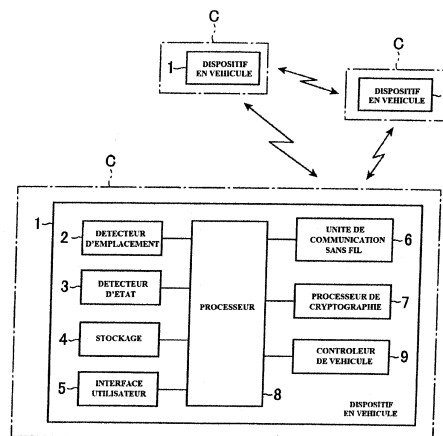 C
C
1
DISPOSITIF
EN VEHICULE
DISPOSITIF
EN VEHICULE
C
1
2
DETECTEUR
D'EMPLACEMENT
3
DETECTEUR
D'ETAT
4
STOCKAGE
5
INTERFACE
UTILISATEUR
PROCESSEUR
8
UNITE DE
COMMUNICATION
SANS FIL
6
PROCESSEUR DE
CRYPTOGRAPHIE
7
CONTROLEUR
DE VEHICULE
9
DISPOSITIF
EN VEHICULE